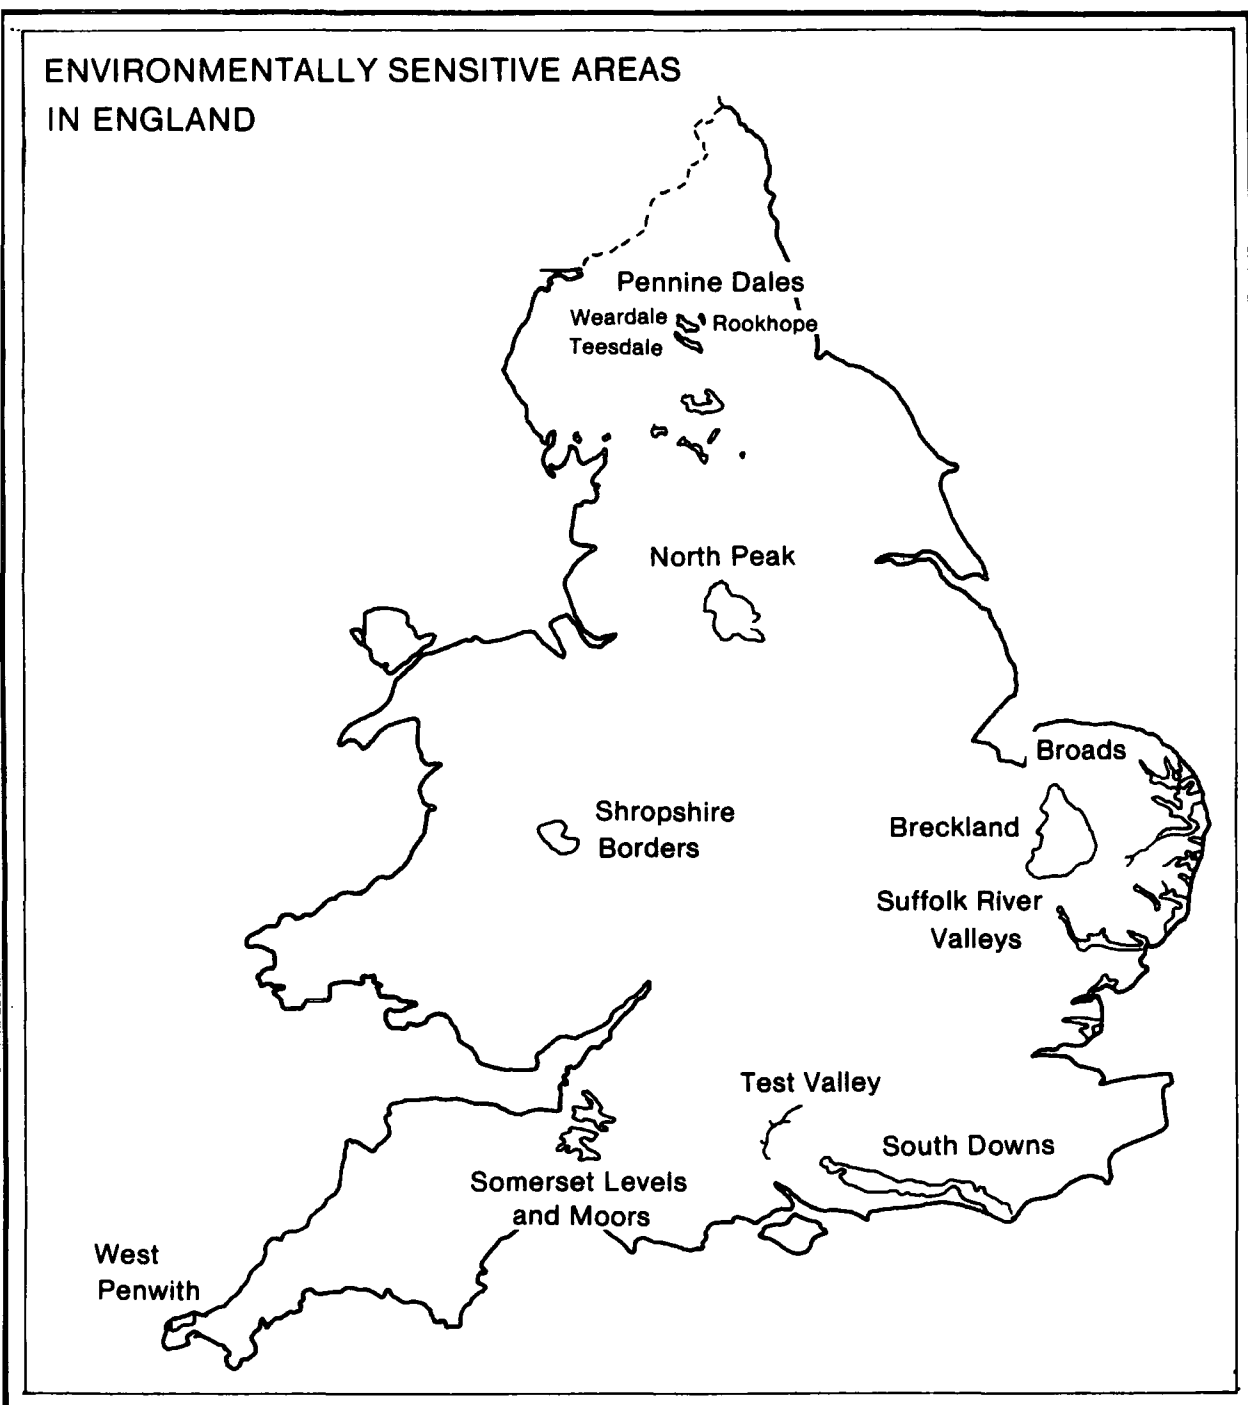 ENVIRONMENTALLY SENSITIVE AREAS
IN ENGLAND
Pennine Dales
Weardale
Rookhope
Teesdale
North Peak
Broads
Shropshire
Borders
Breckland
Suffolk River
Valleys
Test Valley
South Downs
Somerset Levels
and Moors
West
Penwith